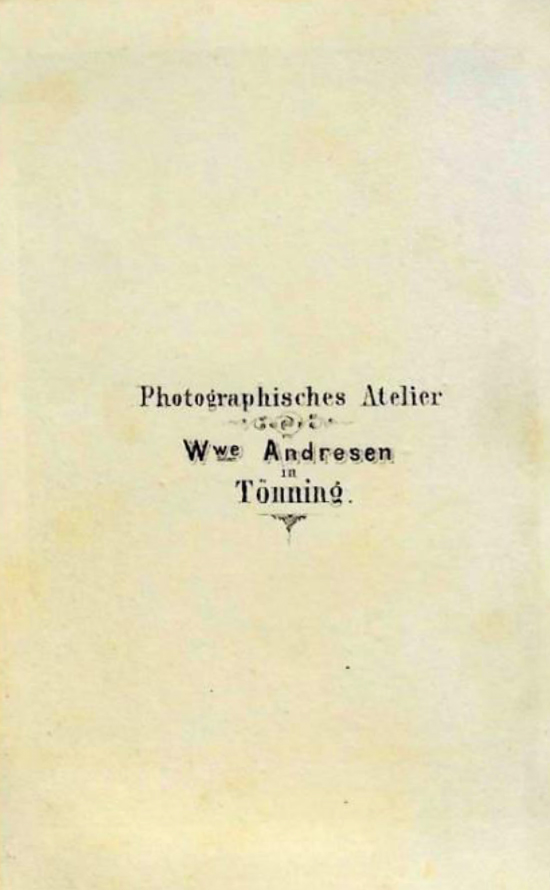 Photographisches Atelier
Wwe Andresen
in
Tönning.